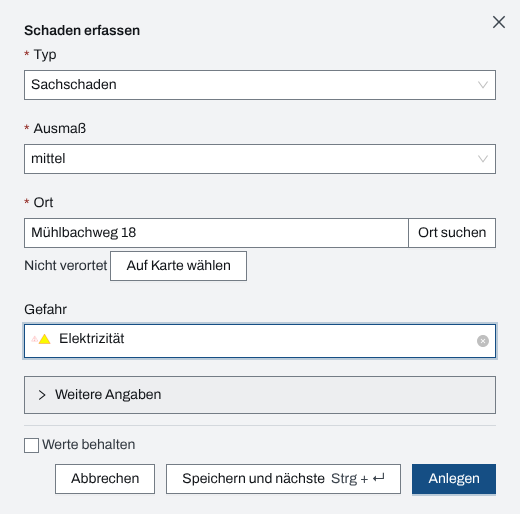 Schaden erfassen
* Typ
Sachschaden
* Ausmaß
mittel
* Ort
Mühlbachweg 18 Ort suchen
Nicht verortet Auf Karte wählen
Gefahr
Elektrizität
Weitere Angaben
Werte behalten
Abbrechen Speichern und nächste Strg + ↵ Anlegen